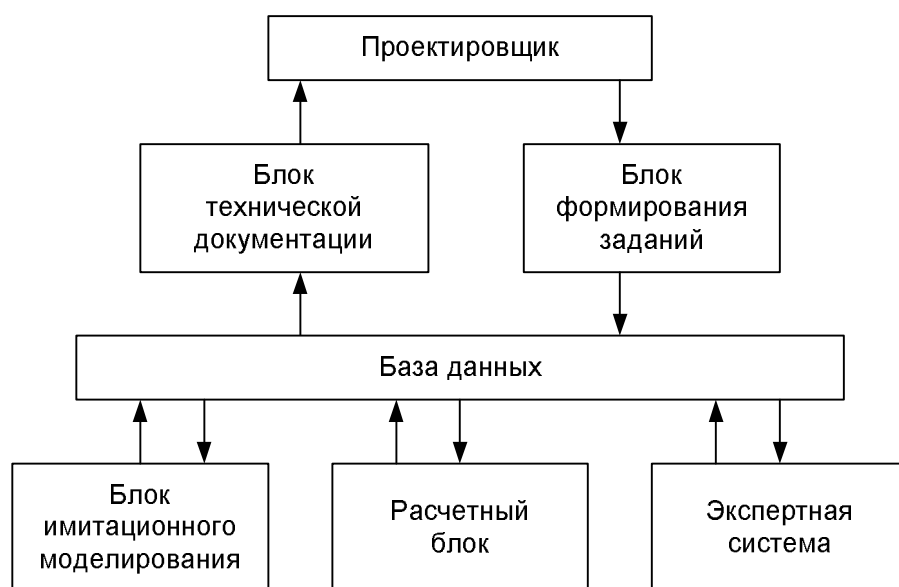 Проектировщик
Блок
технической
документации
Блок
формирования
заданий
База данных
Блок
имитационного
моделирования
Расчетный
блок
Экспертная
система